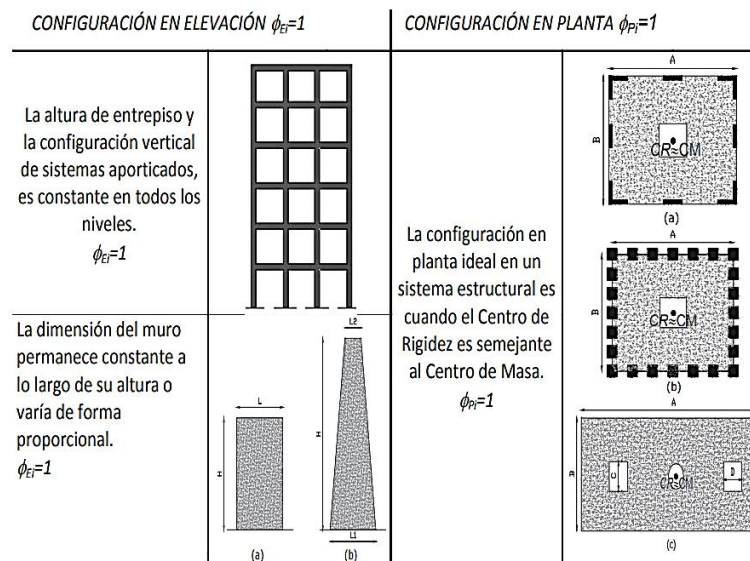 CONFIGURACIÓN EN ELEVACIÓN ϕEi=1
La altura de entrepiso y
la configuración vertical
de sistemas aporticados,
es constante en todos los
niveles.
ϕEi=1
La dimensión del muro
permanece constante a
lo largo de su altura o
varía de forma
proporcional.
ϕEi=1
L
H
(a)
L2
H
L1
(b)
CONFIGURACIÓN EN PLANTA ϕPi=1
La configuración en
planta ideal en un
sistema estructural es
cuando el Centro de
Rigidez es semejante
al Centro de Masa.
ϕPi=1
A
B
CR≈CM
(a)
A
B
CR≈CM
(b)
A
B
C
CR≈CM
D
(c)